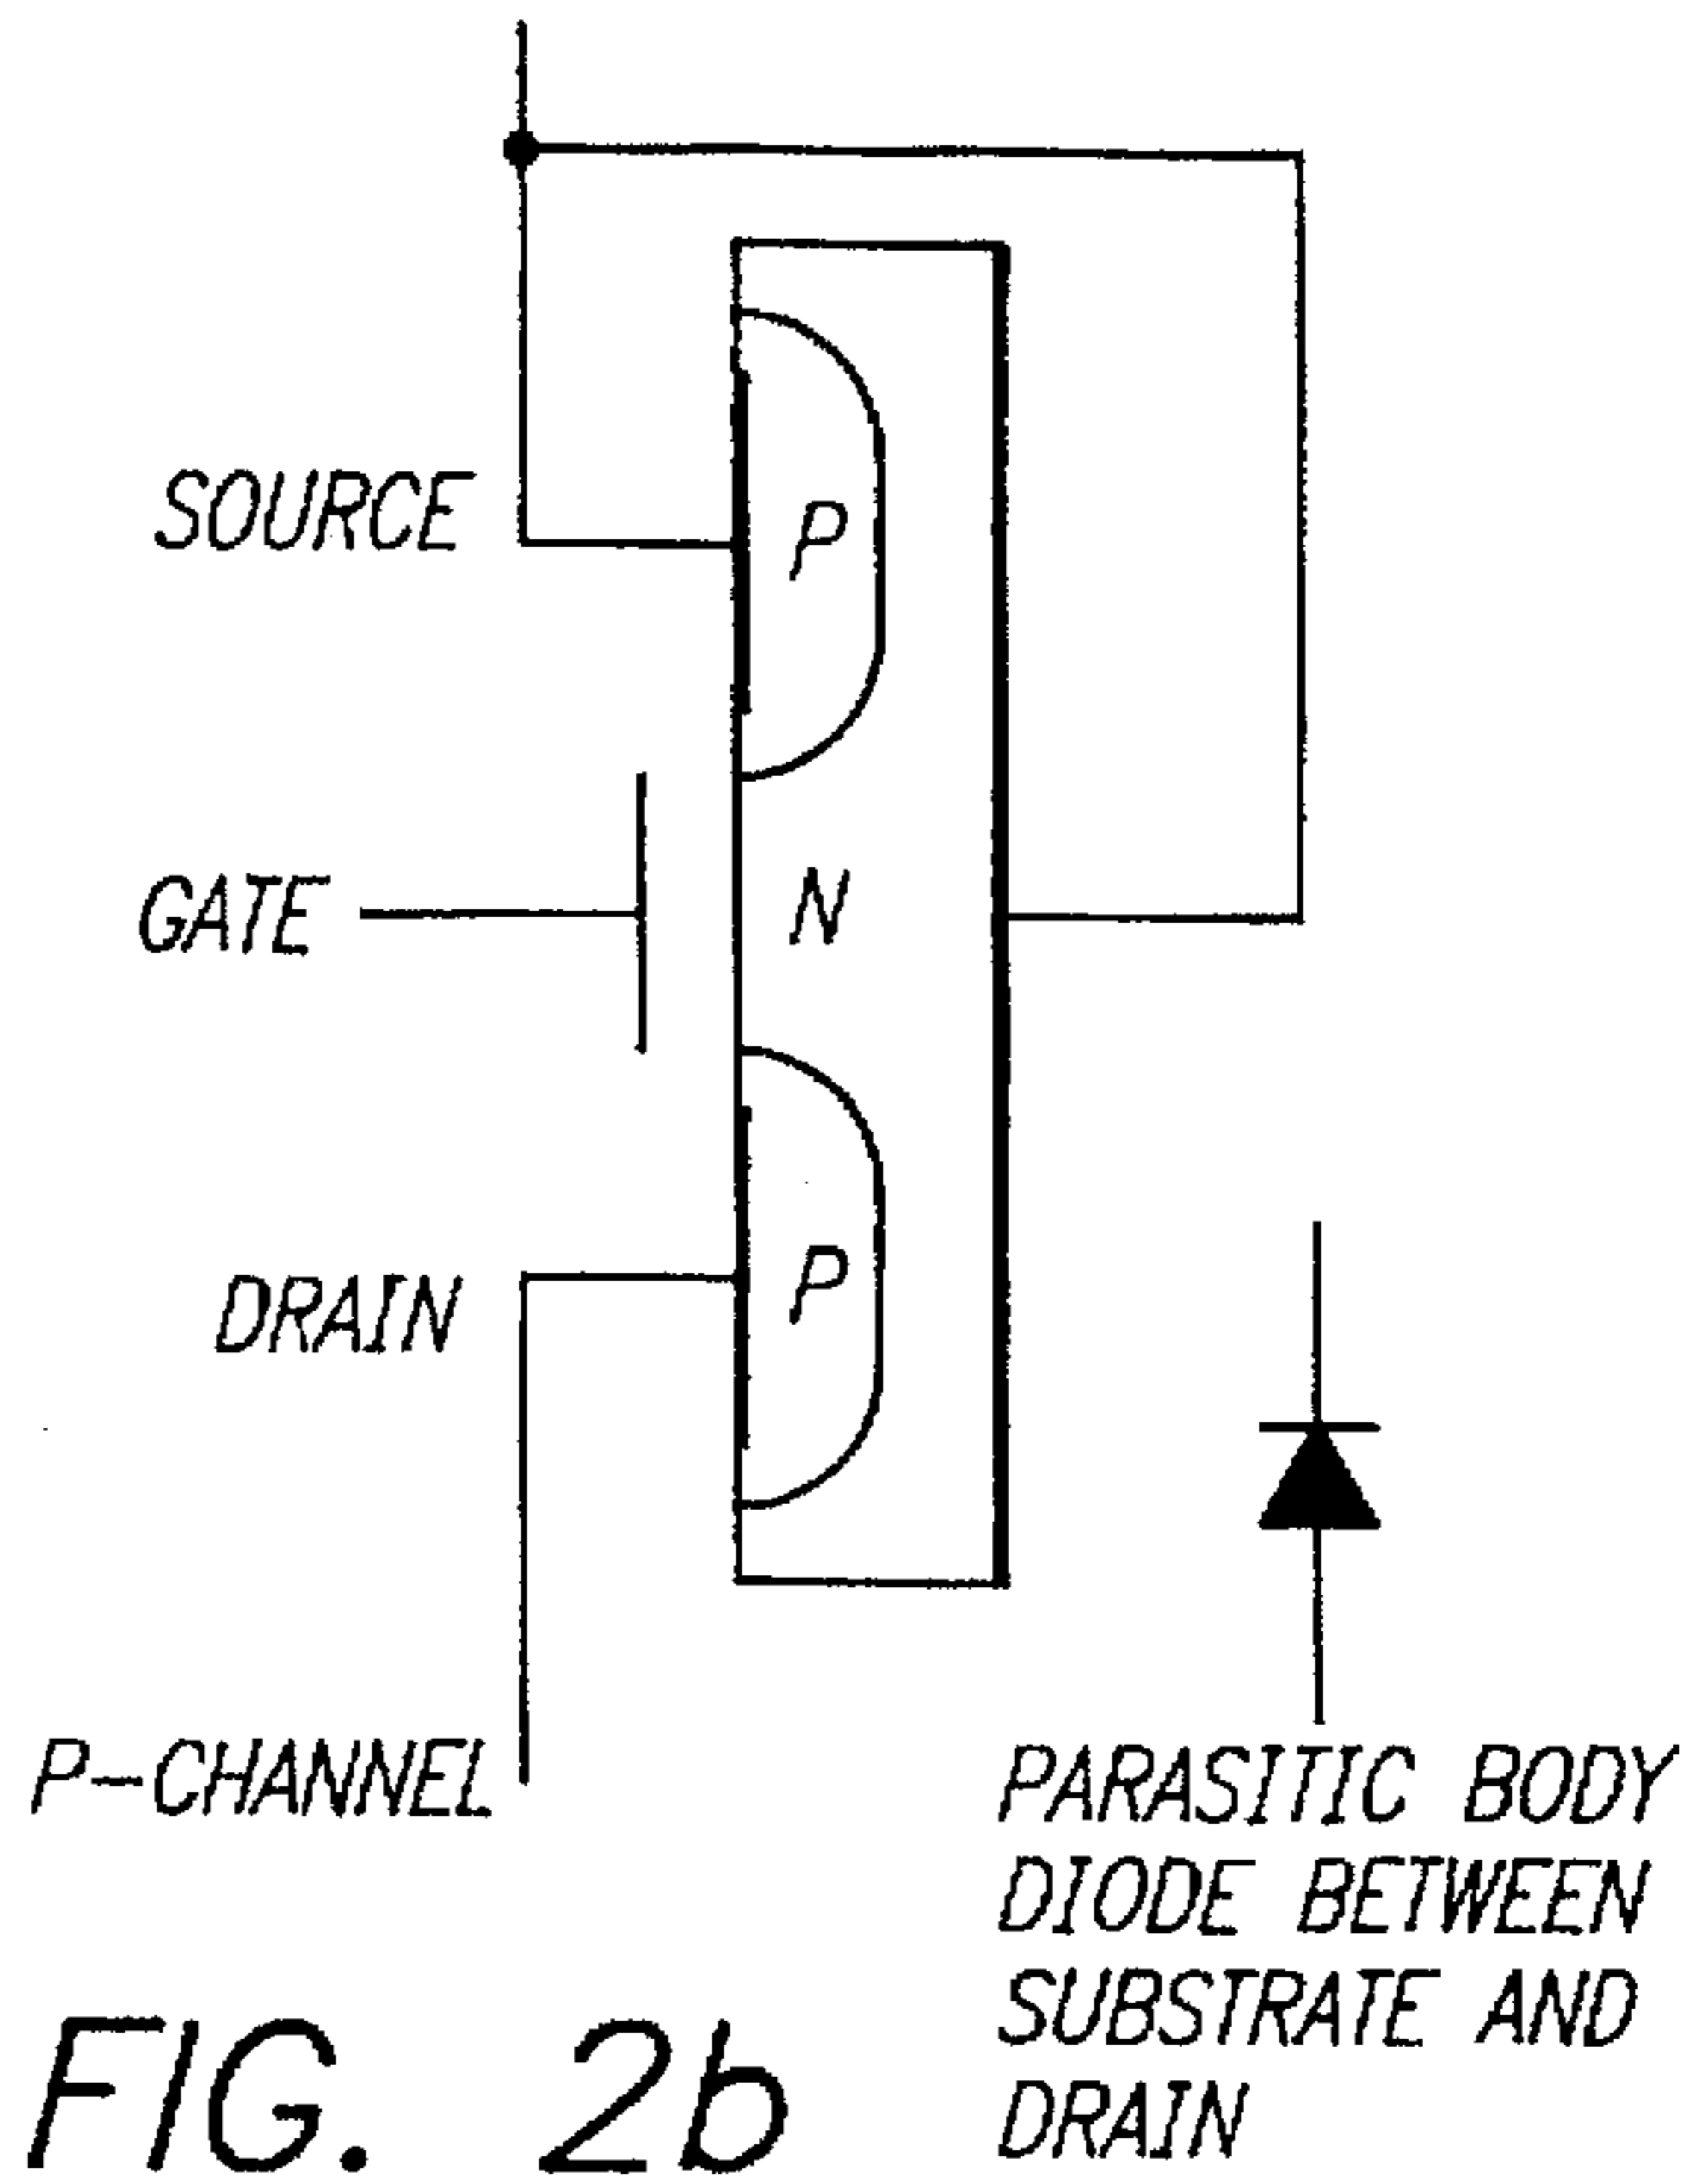 SOURCE
P
GATE
N
DRAIN
P
P-CHANNEL
PARASITIC BODY
DIODE BETWEEN
SUBSTRATE AND
DRAIN
FIG. 2b